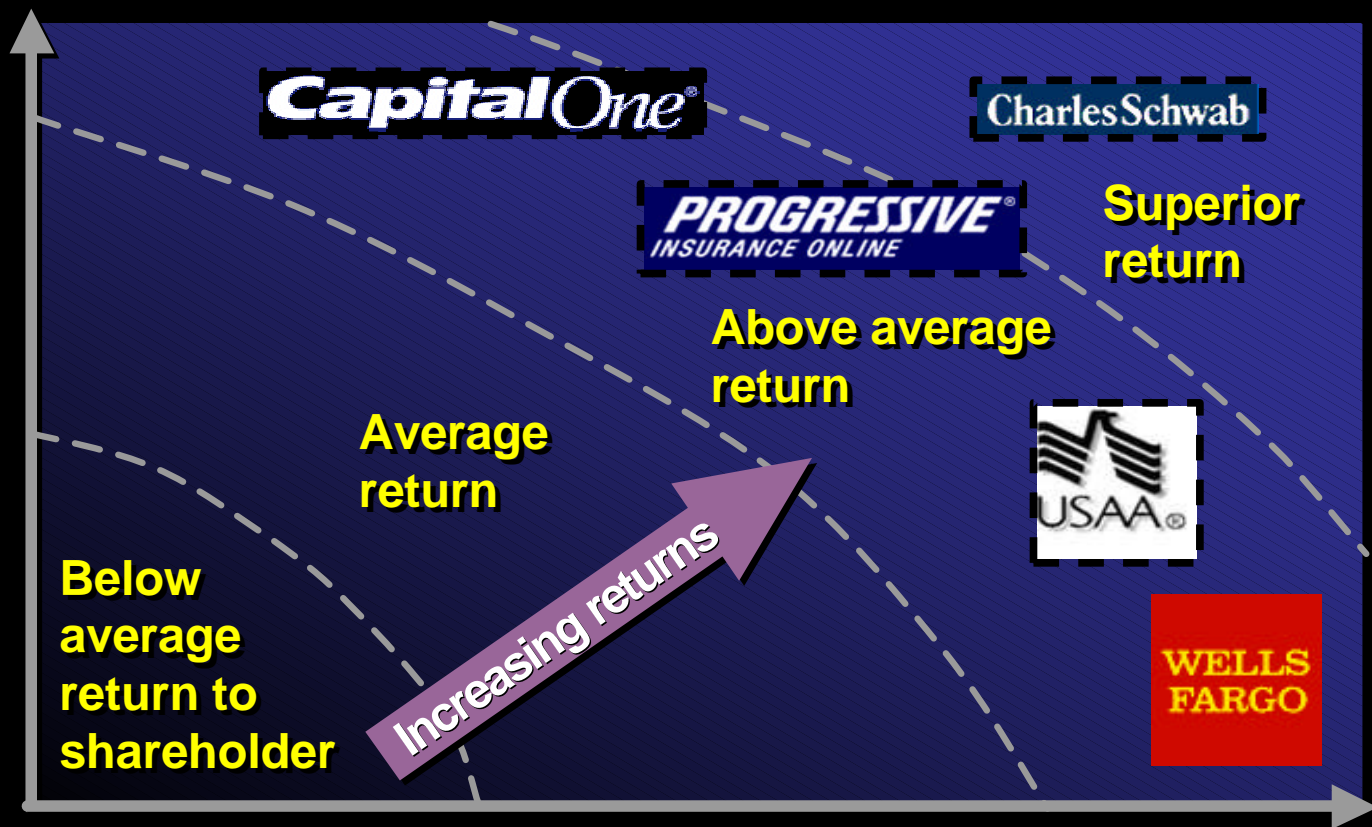 CapitalOne®
CharlesSchwab
PROGRESSIVE®
INSURANCE ONLINE
Superior
return
Above average
return
Average
return
USAA®
Increasing returns
Below
average
return to
shareholder
WELLS
FARGO